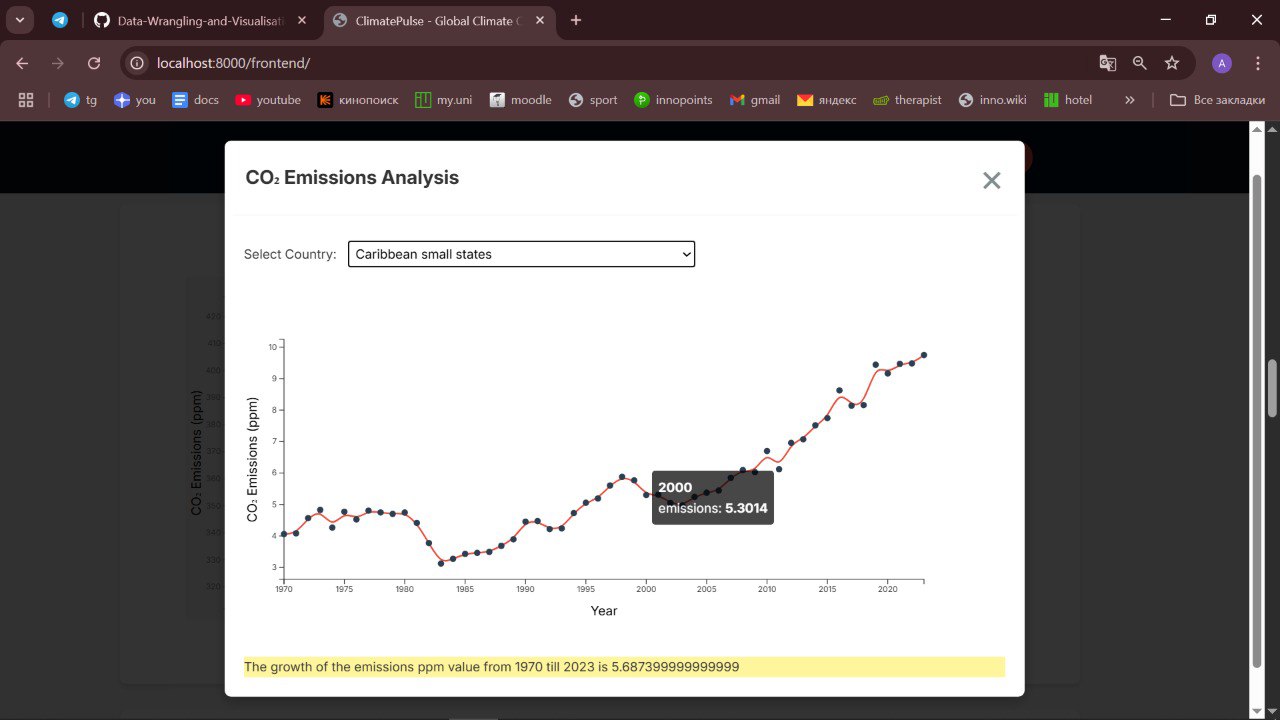 Data-Wrangling-and-Visualisati
ClimatePulse - Global Climate C
localhost:8000/frontend/
A
tg
you
docs
youtube
кинопоиск
my.uni
moodle
sport
innopoints
gmail
яндекс
therapist
inno.wiki
hotel
Все закладки
CO₂ Emissions Analysis
Select Country:
Caribbean small states
420
410
400
390
380
370
360
350
340
330
320
CO₂ Emissions (ppm)
10
9
8
7
6
5
4
3
CO₂ Emissions (ppm)
2000
emissions: 5.3014
1970
1975
1980
1985
1990
1995
2000
2005
2010
2015
2020
Year
The growth of the emissions ppm value from 1970 till 2023 is 5.687399999999999